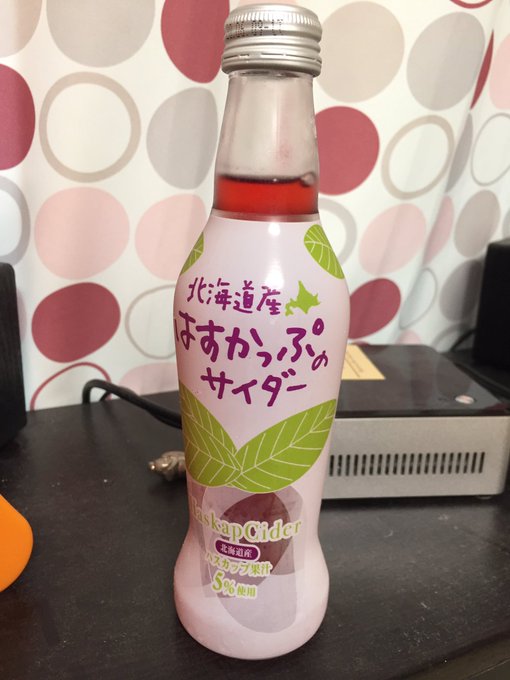 北海道産
はすかっぷの
サイダー
HaskapCider
北海道産
ハスカップ果汁
5%使用